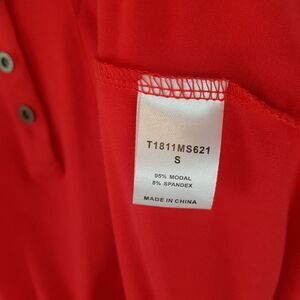 T1811MS621
S
95% MODAL
5% SPANDEX
MADE IN CHINA